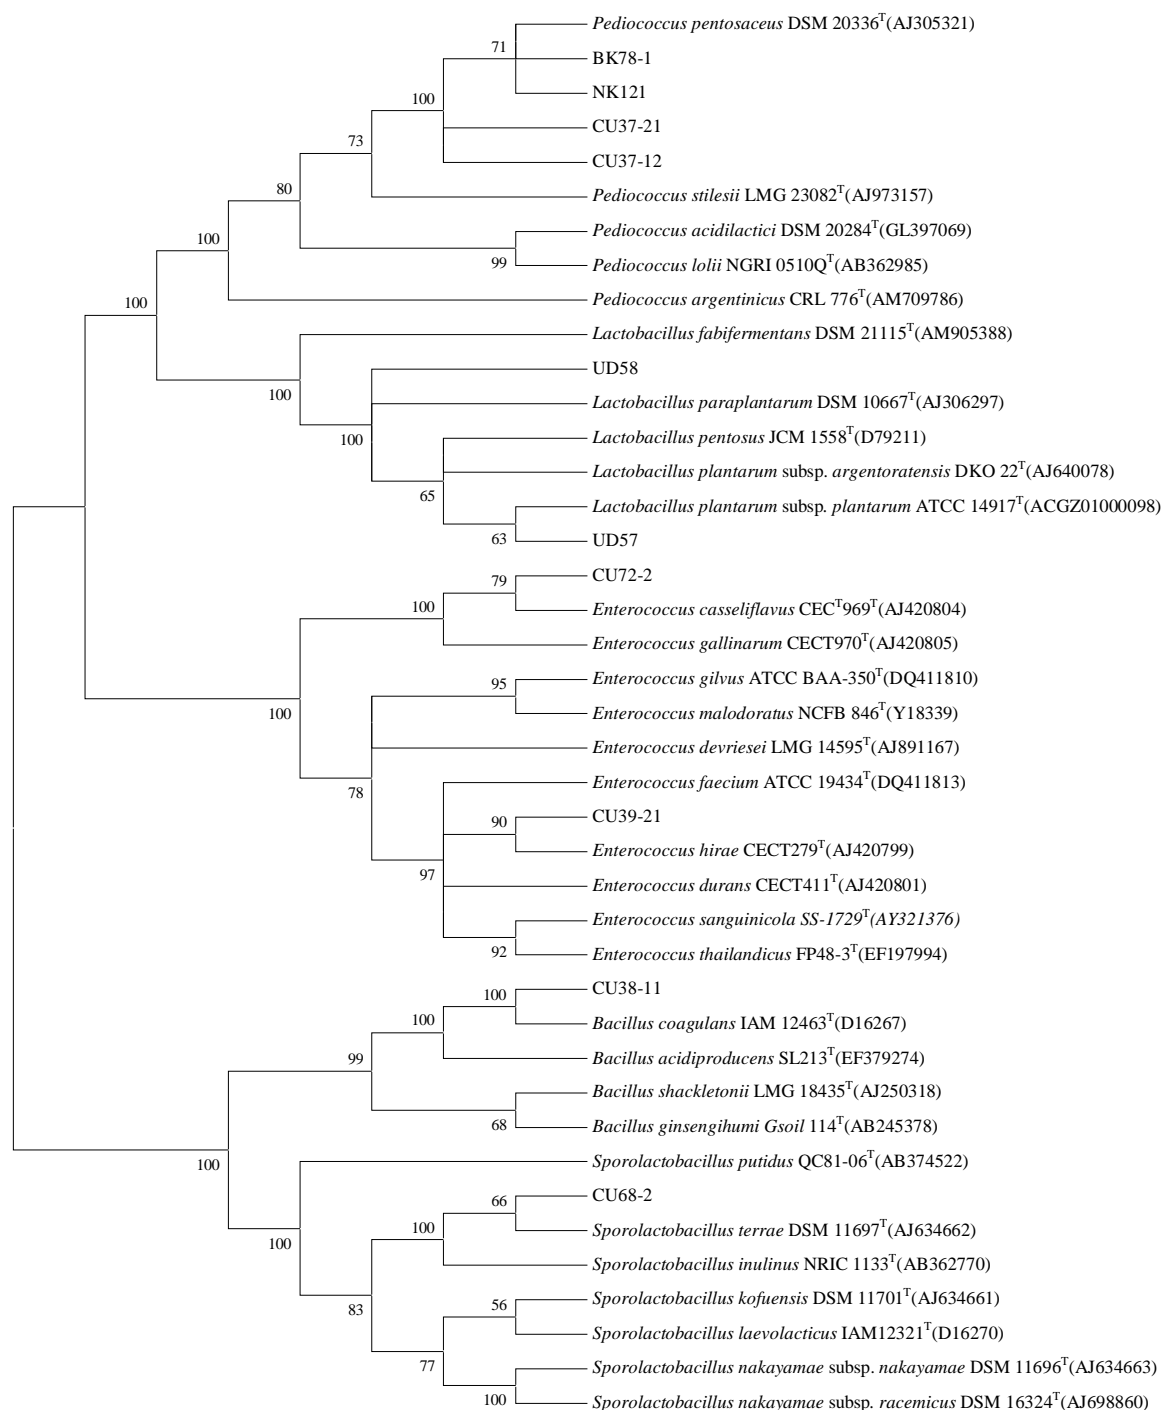 Pediococcus pentosaceus DSM 20336T(AJ305321)
71
BK78-1
NK121
100
CU37-21
73
CU37-12
80
Pediococcus stilesii LMG 23082T(AJ973157)
100
Pediococcus acidilactici DSM 20284T(GL397069)
99
Pediococcus lolii NGRI 0510QT(AB362985)
100
Pediococcus argentinicus CRL 776T(AM709786)
Lactobacillus fabifermentans DSM 21115T(AM905388)
100
UD58
Lactobacillus paraplantarum DSM 10667T(AJ306297)
100
Lactobacillus pentosus JCM 1558T(D79211)
Lactobacillus plantarum subsp. argentoratensis DKO 22T(AJ640078)
65
Lactobacillus plantarum subsp. plantarum ATCC 14917T(ACGZ01000098)
63
UD57
79
CU72-2
100
Enterococcus casseliflavus CECT969T(AJ420804)
Enterococcus gallinarum CECT970T(AJ420805)
95
Enterococcus gilvus ATCC BAA-350T(DQ411810)
100
Enterococcus malodoratus NCFB 846T(Y18339)
Enterococcus devriesei LMG 14595T(AJ891167)
78
Enterococcus faecium ATCC 19434T(DQ411813)
90
CU39-21
Enterococcus hirae CECT279T(AJ420799)
97
Enterococcus durans CECT411T(AJ420801)
Enterococcus sanguinicola SS-1729T(AY321376)
92
Enterococcus thailandicus FP48-3T(EF197994)
100
CU38-11
100
Bacillus coagulans IAM 12463T(D16267)
99
Bacillus acidiproducens SL213T(EF379274)
Bacillus shackletonii LMG 18435T(AJ250318)
68
Bacillus ginsengihumi Gsoil 114T(AB245378)
100
Sporolactobacillus putidus QC81-06T(AB374522)
66
CU68-2
100
Sporolactobacillus terrae DSM 11697T(AJ634662)
100
Sporolactobacillus inulinus NRIC 1133T(AB362770)
83
56
Sporolactobacillus kofuensis DSM 11701T(AJ634661)
Sporolactobacillus laevolacticus IAM12321T(D16270)
77
Sporolactobacillus nakayamae subsp. nakayamae DSM 11696T(AJ634663)
100
Sporolactobacillus nakayamae subsp. racemicus DSM 16324T(AJ698860)